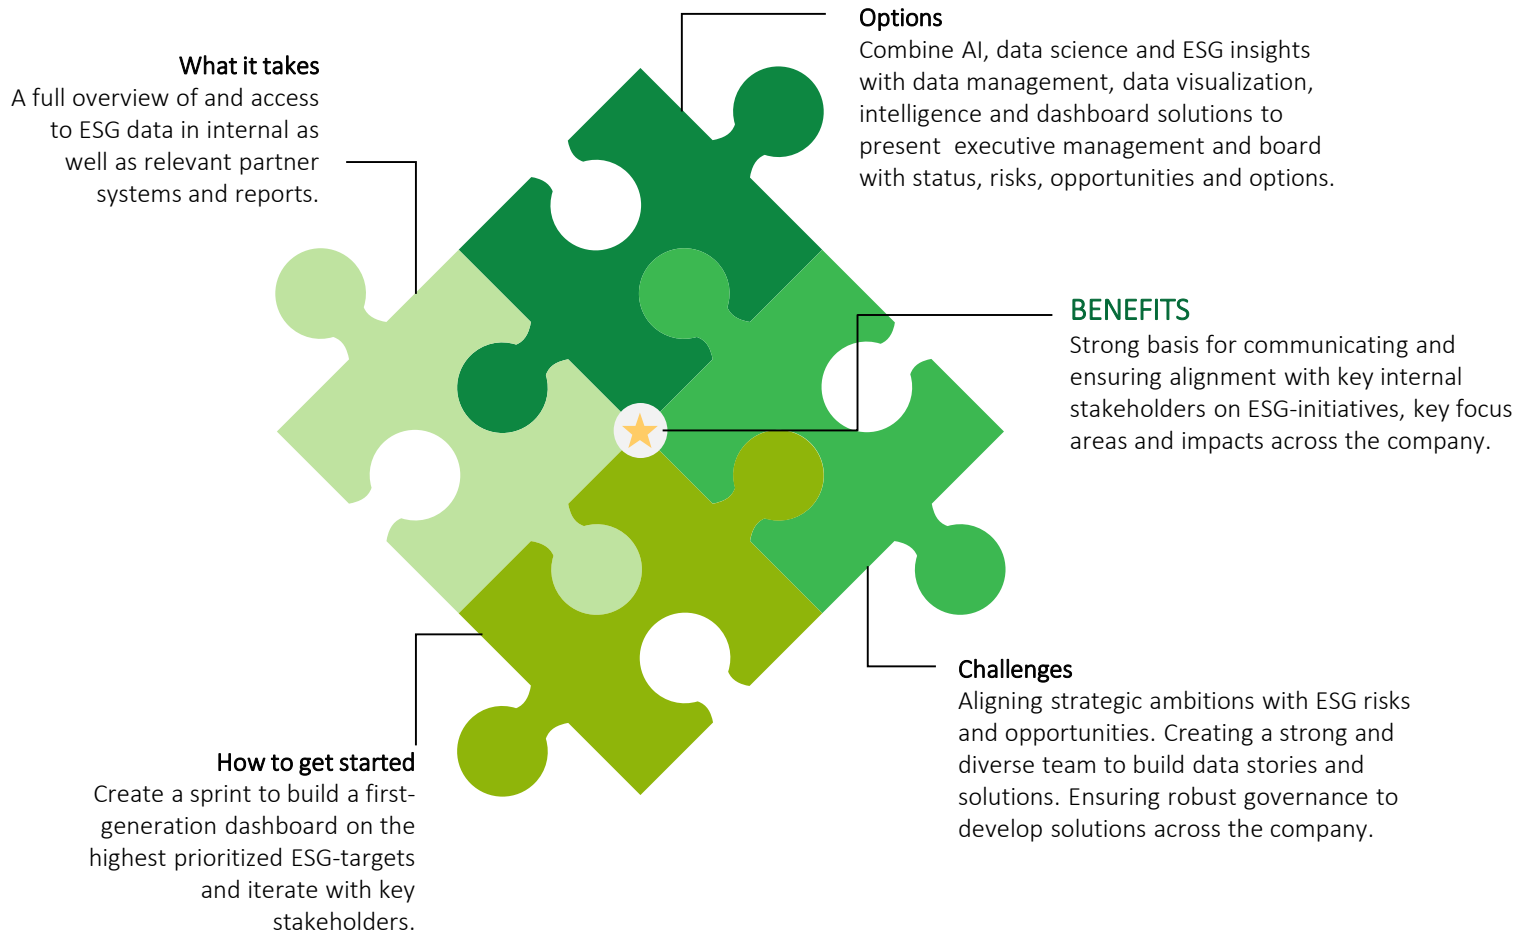 What it takes
A full overview of and access
to ESG data in internal as
well as relevant partner
systems and reports.
Options
Combine AI, data science and ESG insights
with data management, data visualization,
intelligence and dashboard solutions to
present  executive management and board
with status, risks, opportunities and options.
BENEFITS
Strong basis for communicating and
ensuring alignment with key internal
stakeholders on ESG-initiatives, key focus
areas and impacts across the company.
Challenges
Aligning strategic ambitions with ESG risks
and opportunities. Creating a strong and
diverse team to build data stories and
solutions. Ensuring robust governance to
develop solutions across the company.
How to get started
Create a sprint to build a first-
generation dashboard on the
highest prioritized ESG-targets
and iterate with key
stakeholders.